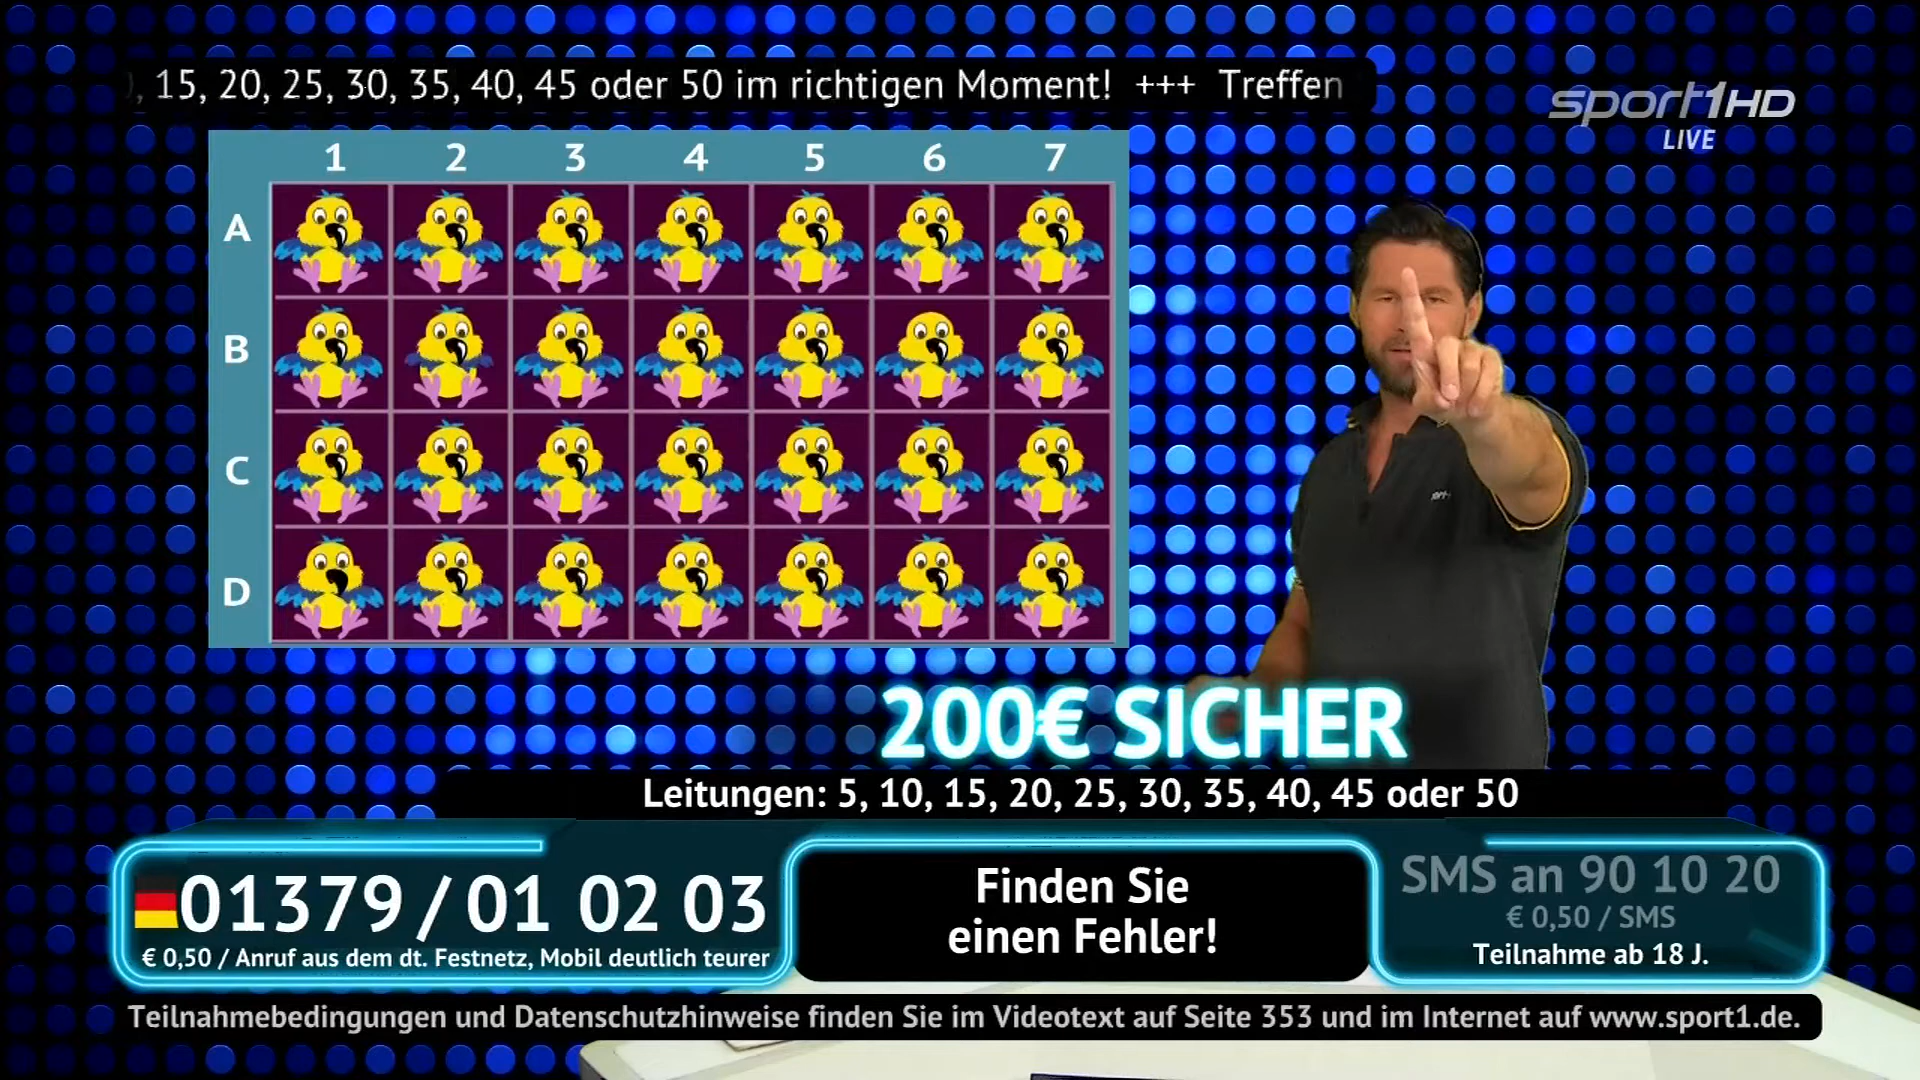 , 15, 20, 25, 30, 35, 40, 45 oder 50 im richtigen Moment! +++ Treffen
sport1HD
LIVE
1 2 3 4 5 6 7
A
B
C
D
200€ SICHER
Leitungen: 5, 10, 15, 20, 25, 30, 35, 40, 45 oder 50
01379/01 02 03
€ 0,50 / Anruf aus dem dt. Festnetz, Mobil deutlich teurer
Finden Sie
einen Fehler!
SMS an 90 10 20
€ 0,50 / SMS
Teilnahme ab 18 J.
Teilnahmebedingungen und Datenschutzhinweise finden Sie im Videotext auf Seite 353 und im Internet auf www.sport1.de.